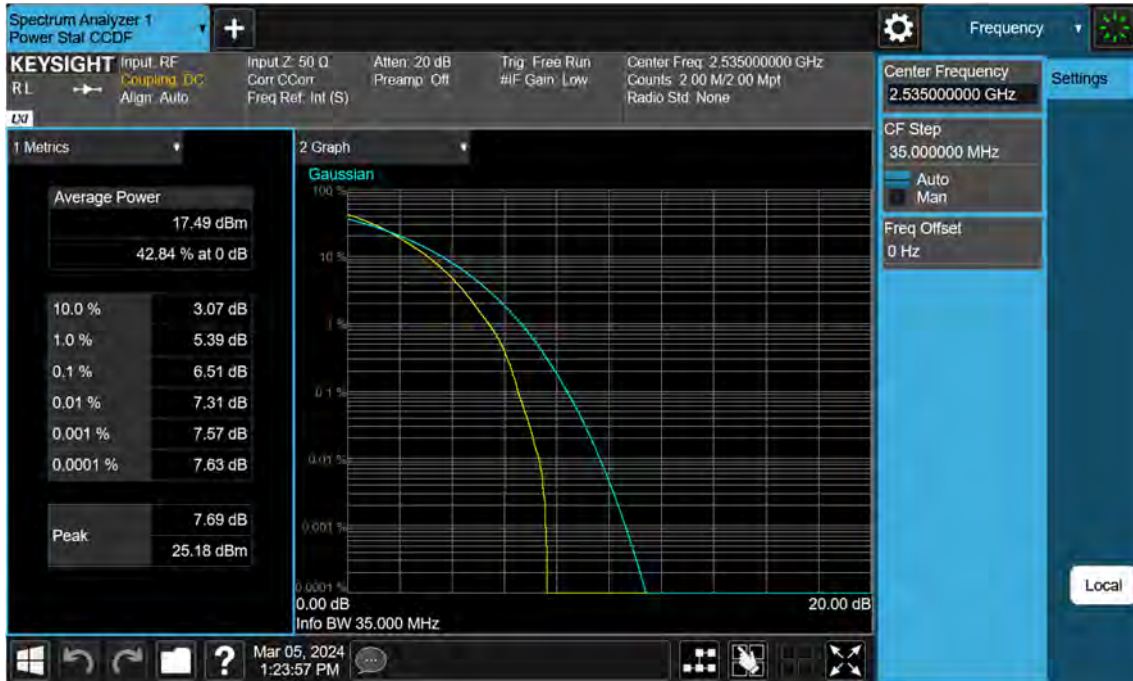 Spectrum Analyzer 1
Power Stat CCDF
Frequency
KEYSIGHT
RL
LXI
Input: RF
Coupling: DC
Align: Auto
Input Z: 50 Ω
Corr CCorr
Freq Ref: Int (S)
Atten: 20 dB
Preamp: Off
Trig: Free Run
#IF Gain: Low
Center Freq: 2.535000000 GHz
Counts: 2.00 M/2.00 Mpt
Radio Std: None
Center Frequency
2.535000000 GHz
Settings
CF Step
35.000000 MHz
Auto
Man
Freq Offset
0 Hz
1 Metrics
Average Power
17.49 dBm
42.84 % at 0 dB
10.0 % 3.07 dB
1.0 % 5.39 dB
0.1 % 6.51 dB
0.01 % 7.31 dB
0.001 % 7.57 dB
0.0001 % 7.63 dB
Peak
7.69 dB
25.18 dBm
2 Graph
Gaussian
100 %
10 %
1 %
0.1 %
0.01 %
0.001 %
0.0001 %
0.00 dB 20.00 dB
Info BW 35.000 MHz
Local
?
Mar 05, 2024
1:23:57 PM